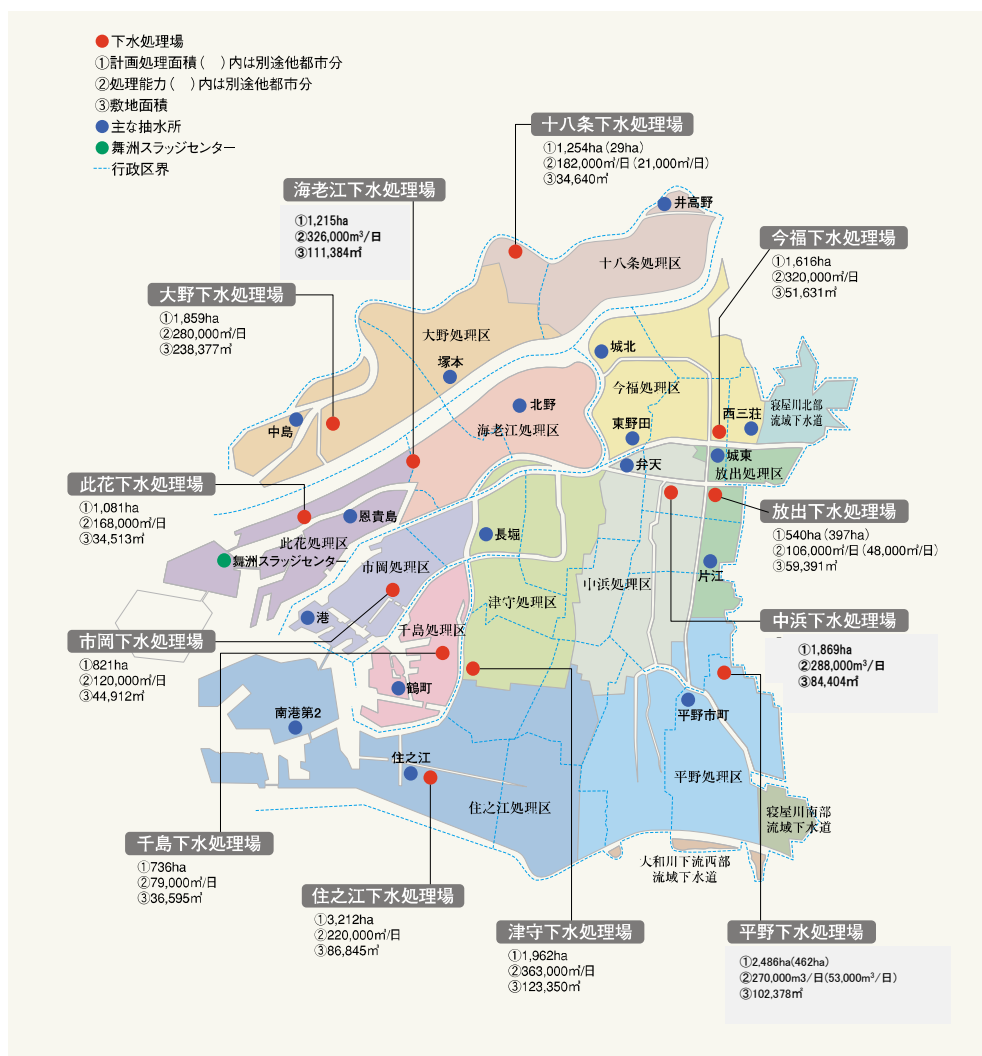 下水処理場
①計画処理面積(　)内は別途他都市分
②処理能力(　)内は別途他都市分
③敷地面積
主な抽水所
舞洲スラッジセンター
行政区界
十八条下水処理場
①1,254ha(29ha)
②182,000㎥/日(21,000㎥/日)
③34,640㎡
海老江下水処理場
①1,215ha
②326,000m³/日
③111,384㎡
井高野
今福下水処理場
①1,616ha
②320,000㎥/日
③51,631㎡
十八条処理区
大野下水処理場
①1,859ha
②280,000㎥/日
③238,377㎡
大野処理区
塚本
城北
今福処理区
北野
中島
海老江処理区
東野田
西三荘
寝屋川北部
流域下水道
弁天
城東
放出処理区
此花下水処理場
①1,081ha
②168,000㎥/日
③34,513㎡
恩貴島
此花処理区
舞洲スラッジセンター
長堀
市岡処理区
放出下水処理場
①540ha(397ha)
②106,000㎥/日(48,000㎥/日)
③59,391㎡
中浜処理区
片江
津守処理区
港
千島処理区
中浜下水処理場
①1,869ha
②288,000m³/日
③84,404㎡
市岡下水処理場
①821ha
②120,000㎥/日
③44,912㎡
鶴町
南港第2
平野市町
住之江
平野処理区
住之江処理区
寝屋川南部
流域下水道
千島下水処理場
①736ha
②79,000㎥/日
③36,595㎡
大和川下流西部
流域下水道
住之江下水処理場
①3,212ha
②220,000㎥/日
③86,845㎡
津守下水処理場
①1,962ha
②363,000㎥/日
③123,350㎡
平野下水処理場
①2,486ha(462ha)
②270,000m3/日(53,000m³/日)
③102,378㎡